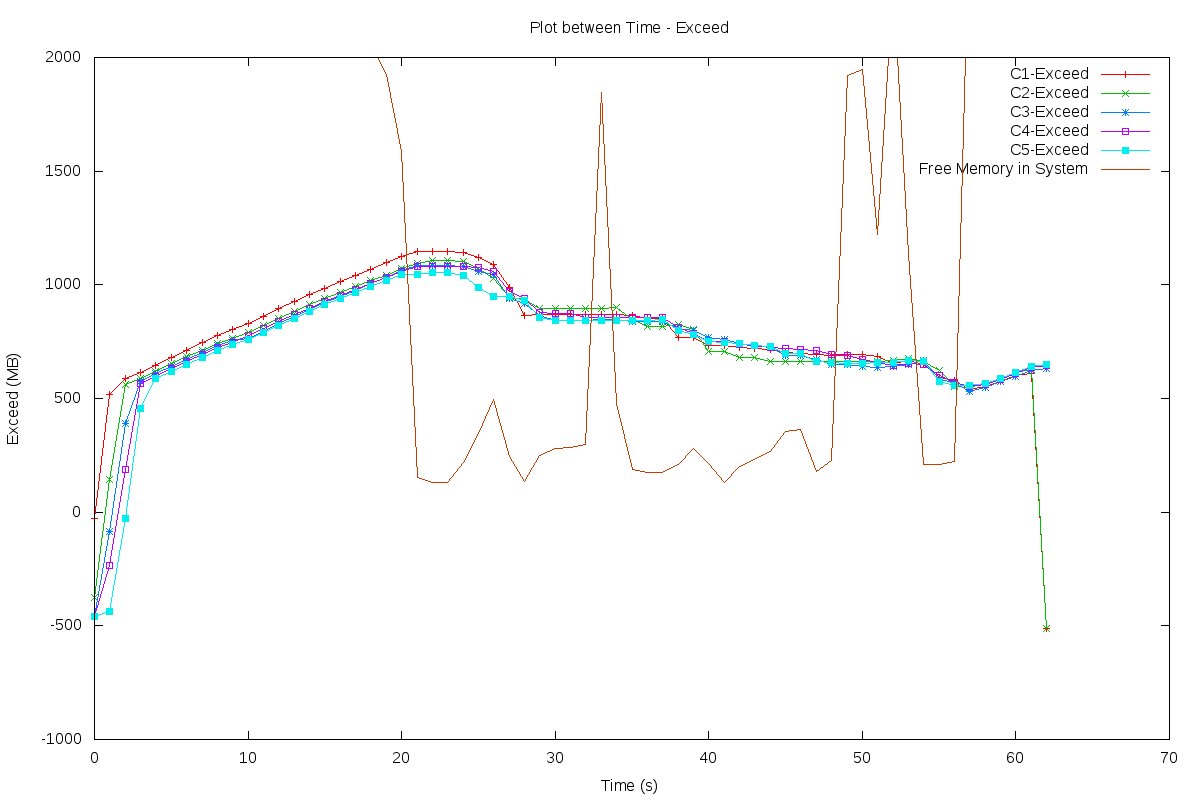 Plot between Time - Exceed
2000
1500
1000
500
0
-500
-1000
Exceed (MB)
C1-Exceed
C2-Exceed
C3-Exceed
C4-Exceed
C5-Exceed
Free Memory in System
0 10 20 30 40 50 60 70
Time (s)